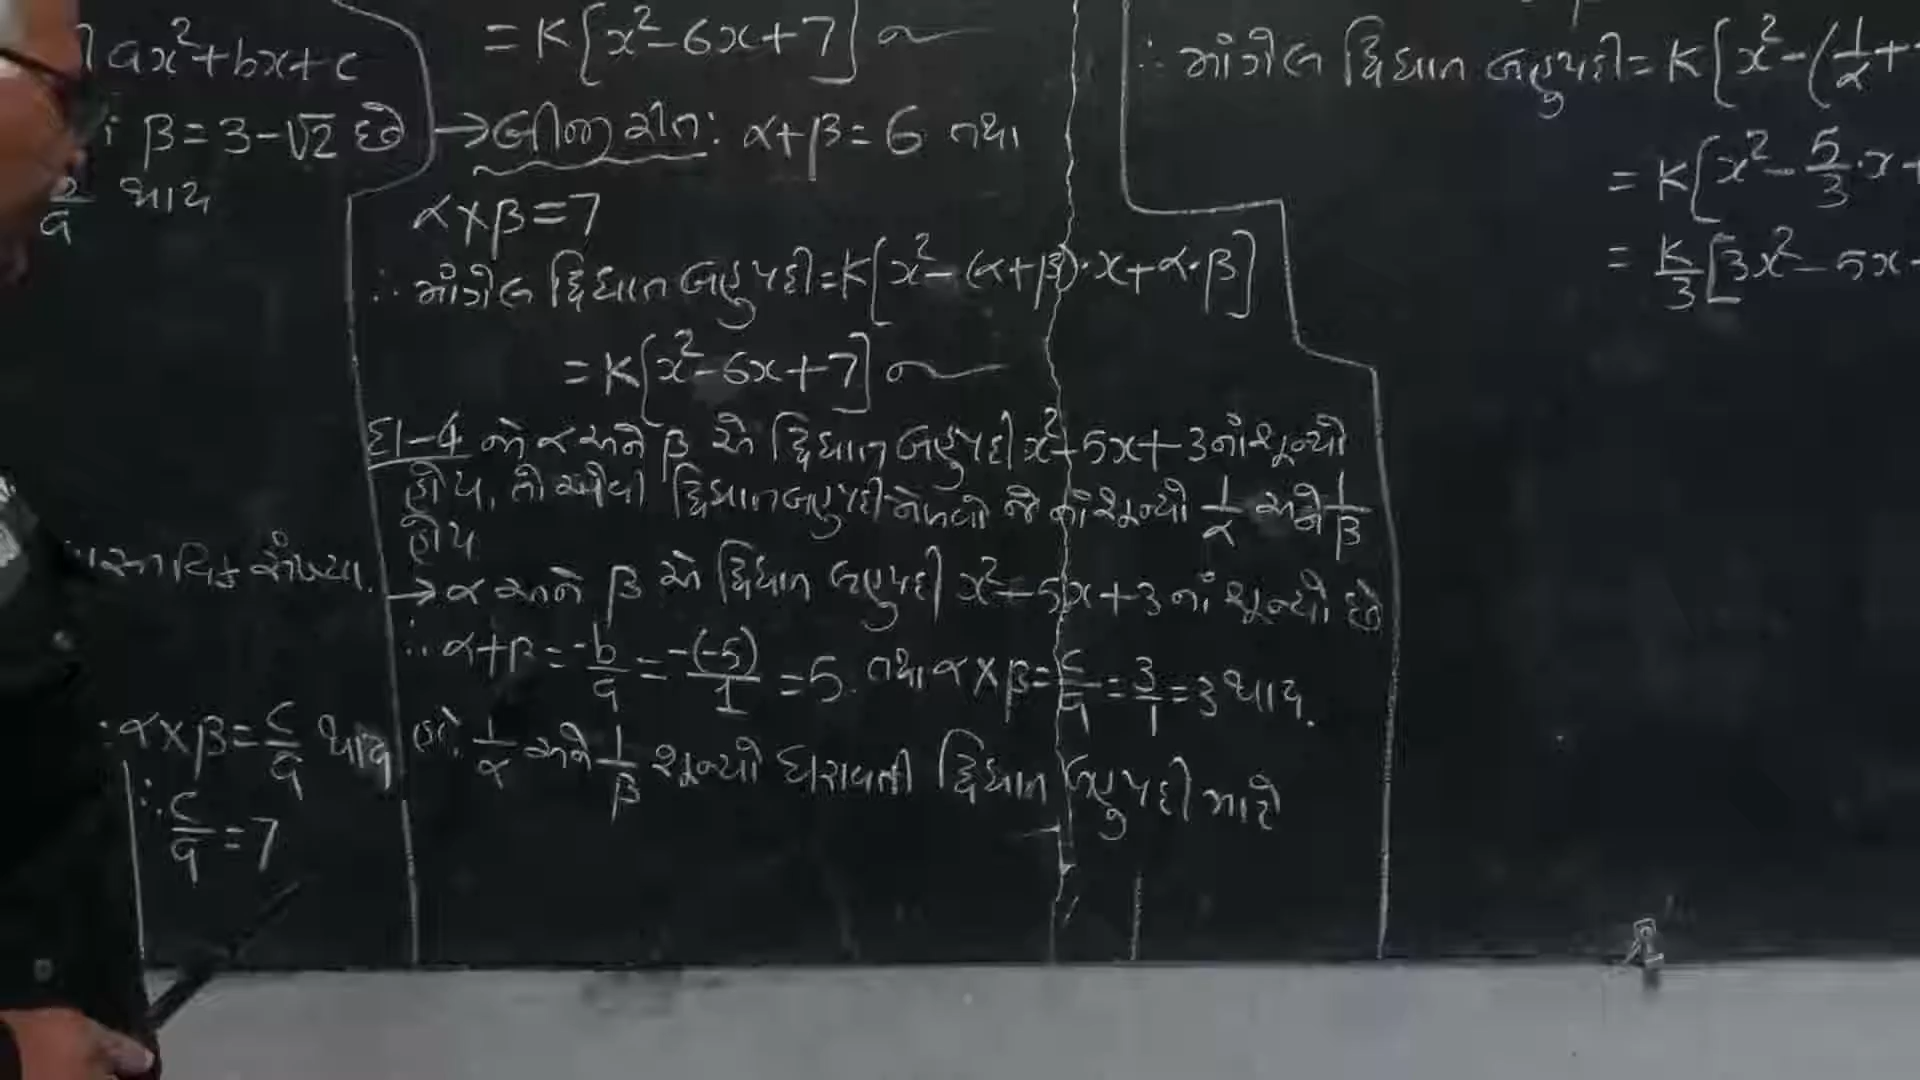 ax²+bx+c
β = 3-√2 છે
થાય
વાસ્તવિક સંખ્યા.
∴ α×β = c/a થાય
∴ c/a = 7
= K[x²-6x+7]
→ બીજી રીત: α+β = 6 તથા
α×β = 7
∴ માંગેલ દ્વિઘાત બહુપદી = K[x²-(α+β)·x+α·β]
= K[x²-6x+7]
દા-4 જો α અને β એ દ્વિઘાત બહુપદી x²-5x+3 નાં શૂન્યો
હોય, તો એવી દ્વિઘાત બહુપદી મેળવો જેનાં શૂન્યો 1/α અને 1/β
હોય
→ α અને β એ દ્વિઘાત બહુપદી x²-5x+3 નાં શૂન્યો છે
∴ α+β = -b/a = -(-5)/1 = 5. તથા α×β = c/a = 3/1 = 3 થાય.
હવે, 1/α અને 1/β શૂન્યો ધરાવતી દ્વિઘાત બહુપદી માટે
∴ માંગેલ દ્વિઘાત બહુપદી = K[x²-(1/α+
= K[x²-5/3·x+
= K/3[3x²-5x